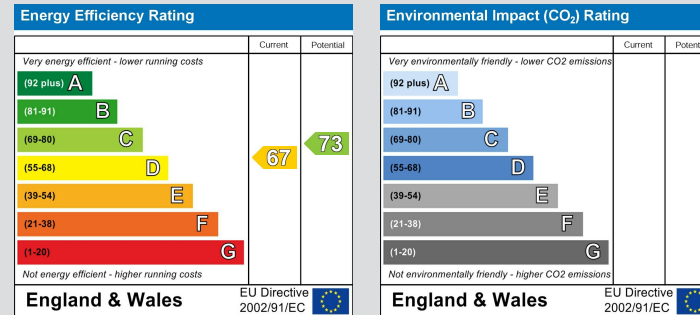 Energy Efficiency Rating
Current Potential
Very energy efficient - lower running costs
(92 plus) A
(81-91) B
(69-80) C
(55-68) D
(39-54) E
(21-38) F
(1-20) G
67
73
Not energy efficient - higher running costs
England & Wales
EU Directive
2002/91/EC
Environmental Impact (CO₂) Rating
Current Potent
Very environmentally friendly - lower CO2 emissions
(92 plus) A
(81-91) B
(69-80) C
(55-68) D
(39-54) E
(21-38) F
(1-20) G
Not environmentally friendly - higher CO2 emissions
England & Wales
EU Directive
2002/91/EC